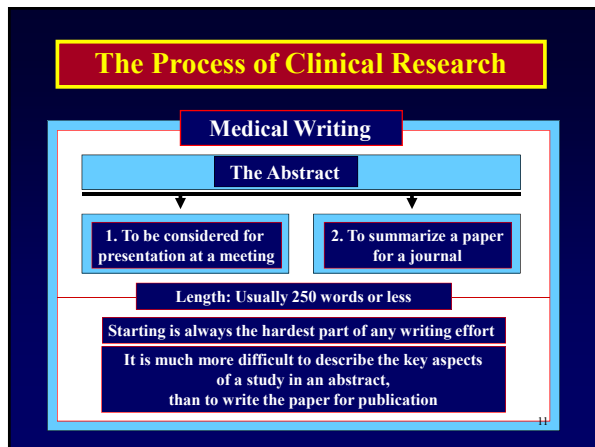 The Process of Clinical Research
Medical Writing
The Abstract
1. To be considered for
presentation at a meeting
2. To summarize a paper
for a journal
Length: Usually 250 words or less
Starting is always the hardest part of any writing effort
It is much more difficult to describe the key aspects
of a study in an abstract,
than to write the paper for publication
11